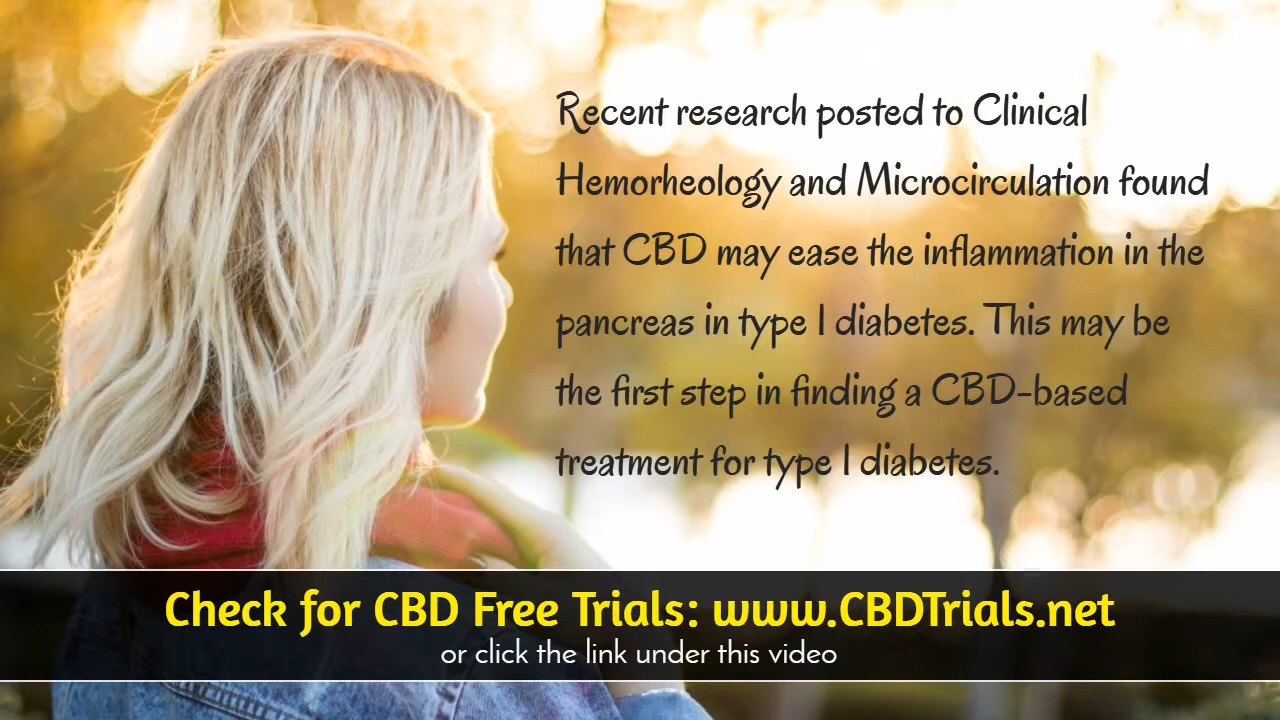 Recent research posted to Clinical
Hemorheology and Microcirculation found
that CBD may ease the inflammation in the
pancreas in type 1 diabetes. This may be
the first step in finding a CBD-based
treatment for type 1 diabetes.
Check for CBD Free Trials: www.CBDTrials.net
or click the link under this video